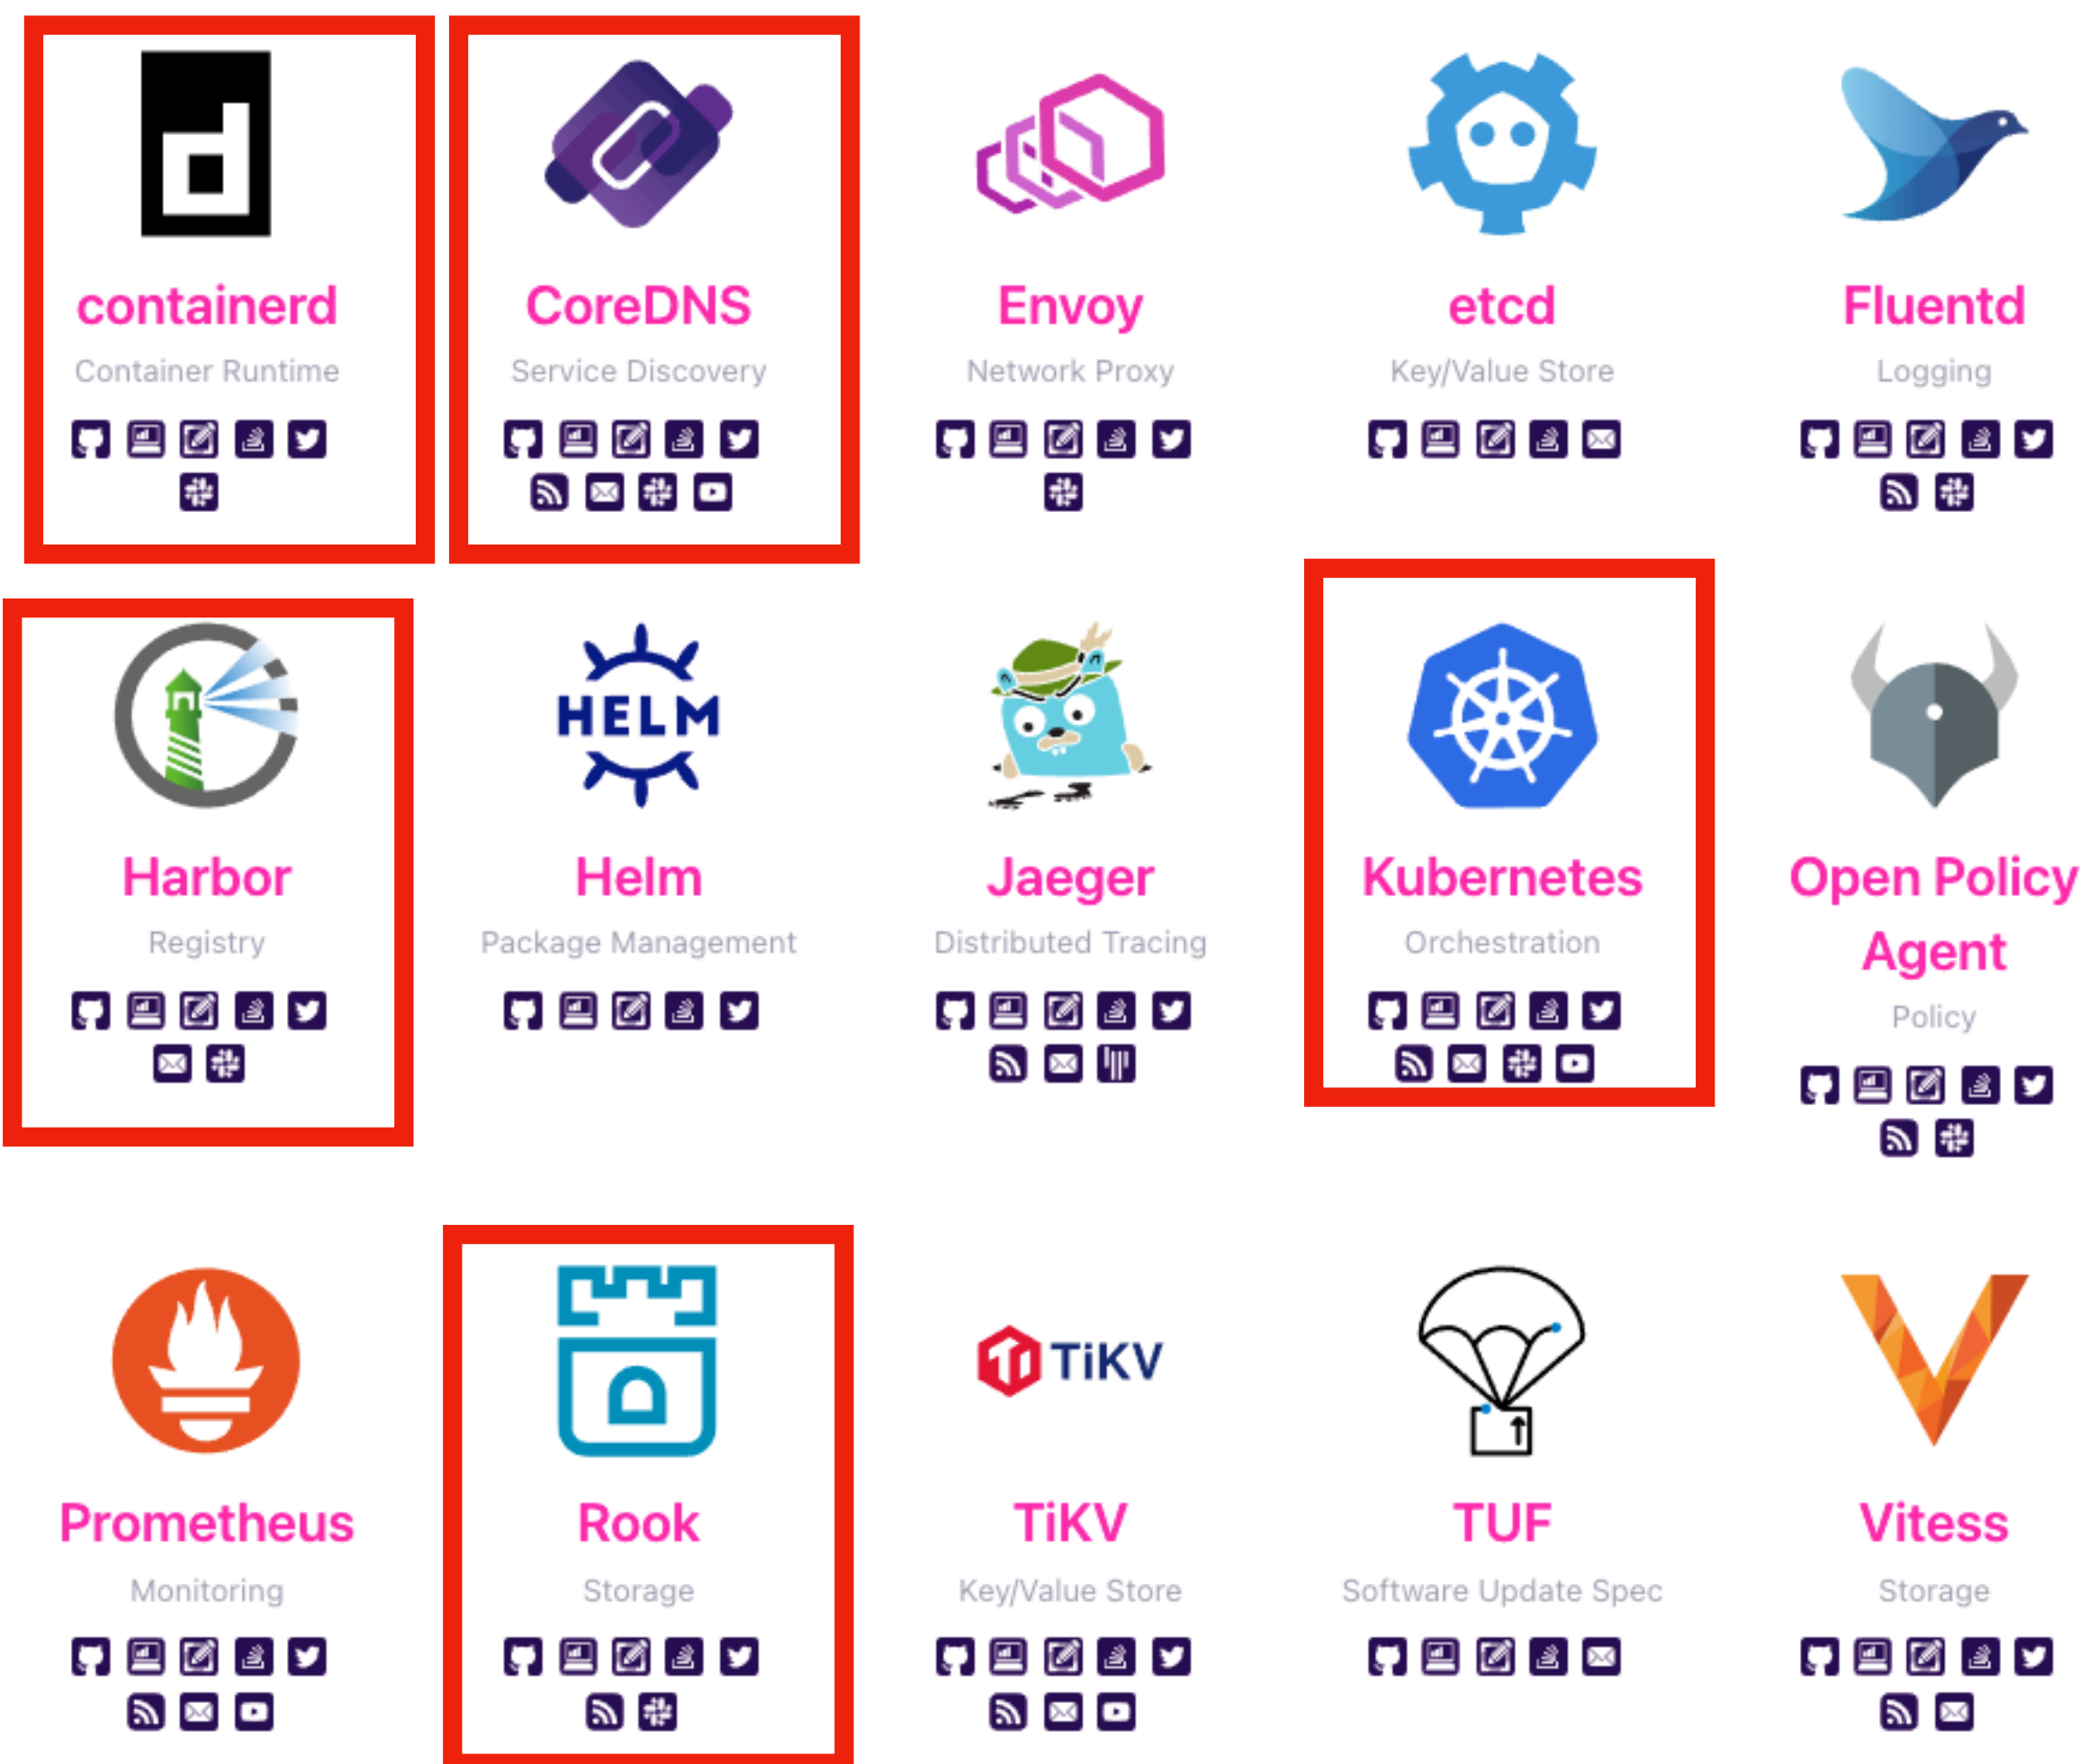 containerd
Container Runtime
CoreDNS
Service Discovery
Envoy
Network Proxy
etcd
Key/Value Store
Fluentd
Logging
Harbor
Registry
HELM
Helm
Package Management
Jaeger
Distributed Tracing
Kubernetes
Orchestration
Open Policy
Agent
Policy
Prometheus
Monitoring
Rook
Storage
TiKV
TiKV
Key/Value Store
TUF
Software Update Spec
Vitess
Storage